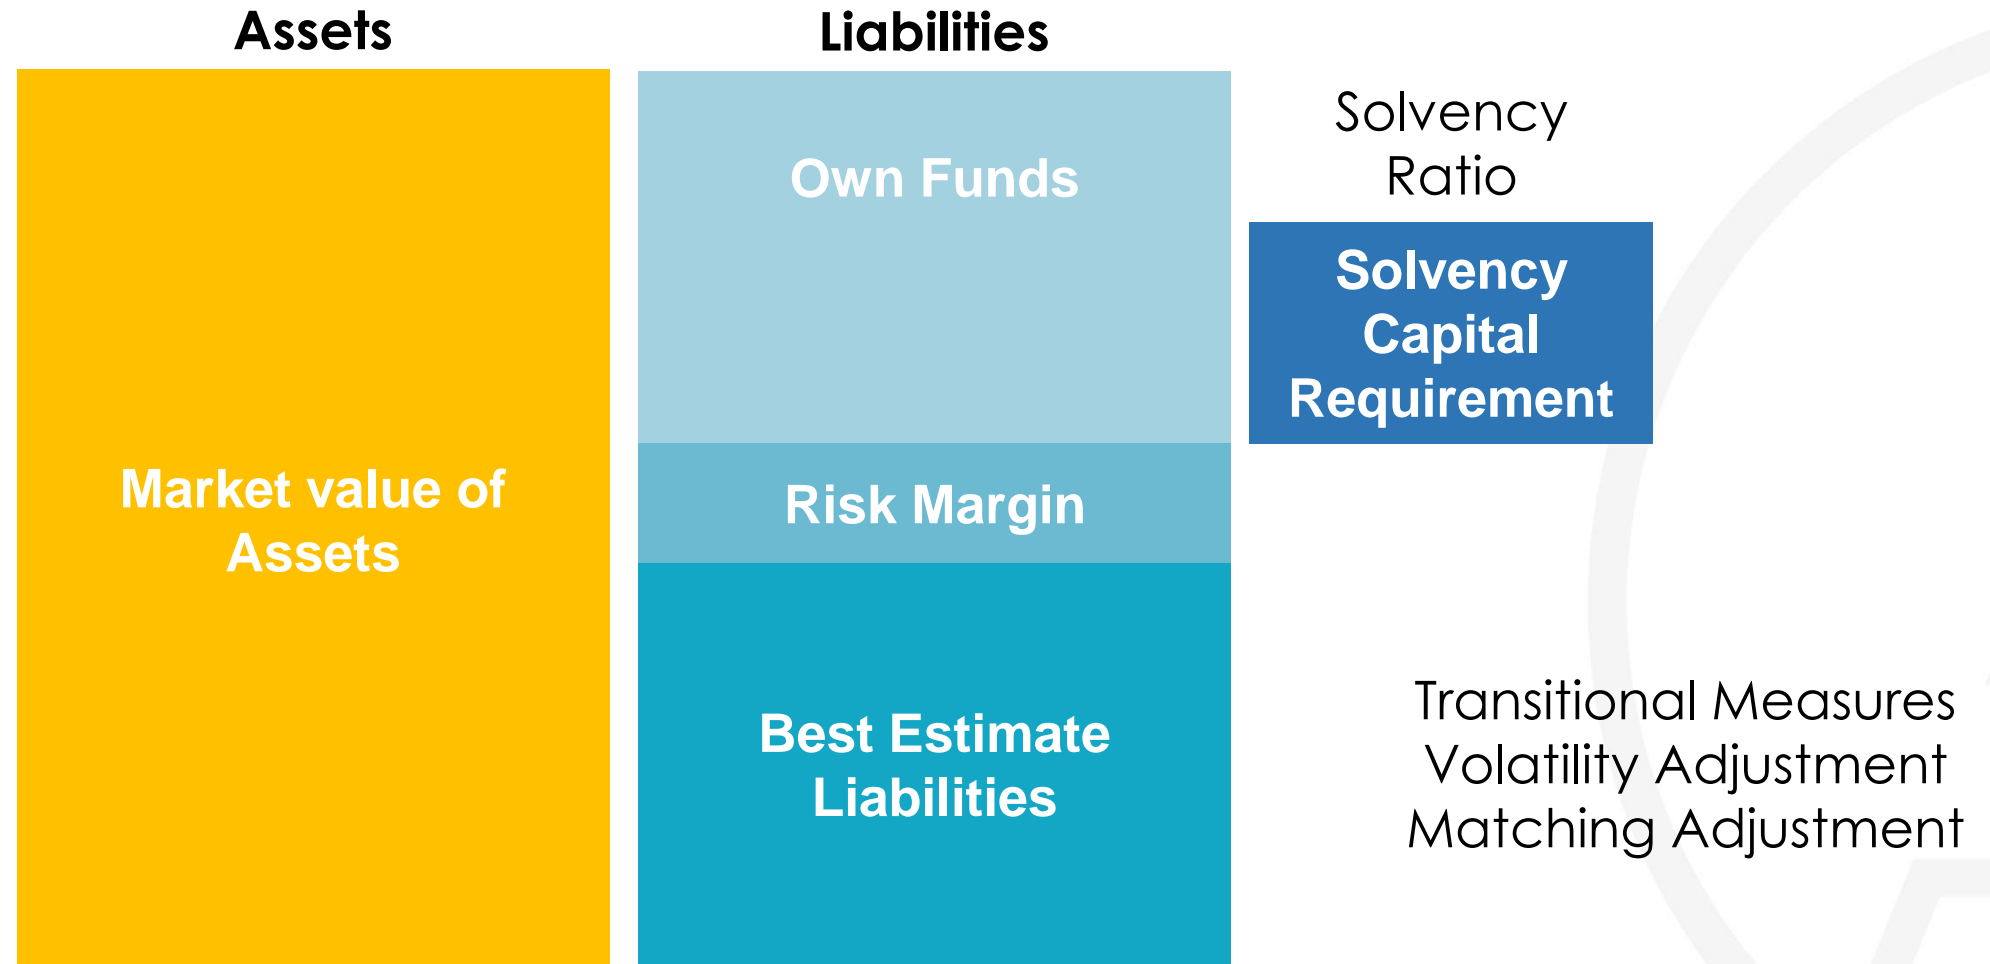 Assets
Liabilities
Solvency
Ratio
Own Funds
Solvency
Capital
Requirement
Market value of
Assets
Risk Margin
Best Estimate
Liabilities
Transitional Measures
Volatility Adjustment
Matching Adjustment